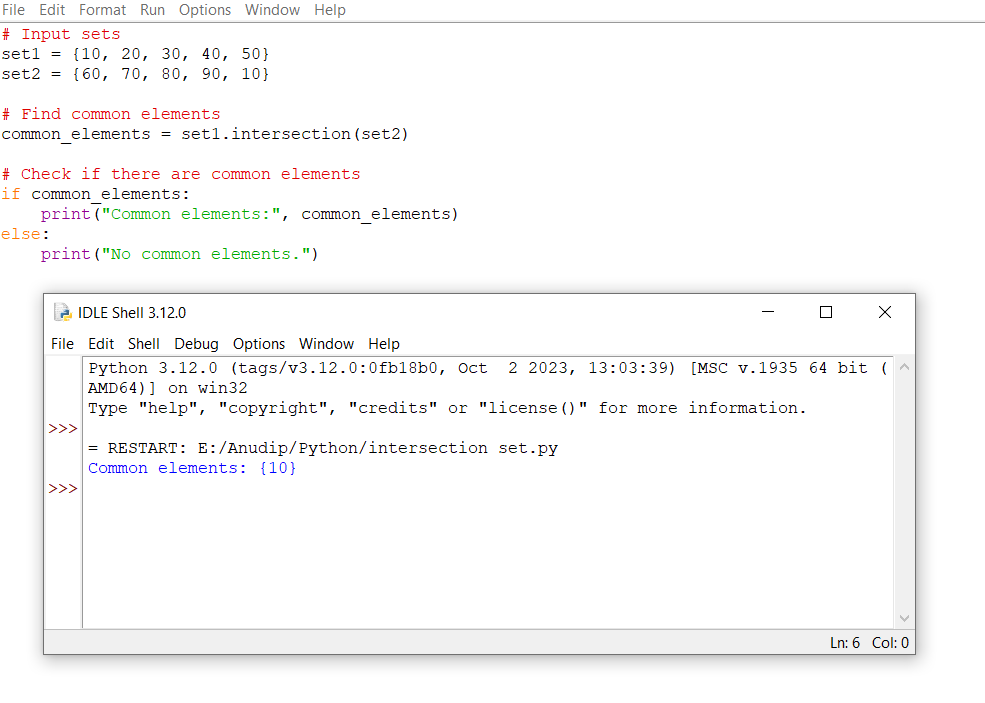 File Edit Format Run Options Window Help
# Input sets
set1 = {10, 20, 30, 40, 50}
set2 = {60, 70, 80, 90, 10}
# Find common elements
common_elements = set1.intersection(set2)
# Check if there are common elements
if common_elements:
    print("Common elements:", common_elements)
else:
    print("No common elements.")
IDLE Shell 3.12.0
File Edit Shell Debug Options Window Help
Python 3.12.0 (tags/v3.12.0:0fb18b0, Oct  2 2023, 13:03:39) [MSC v.1935 64 bit (
AMD64)] on win32
Type "help", "copyright", "credits" or "license()" for more information.
>>>
= RESTART: E:/Anudip/Python/intersection set.py
Common elements: {10}
>>>
Ln: 6 Col: 0